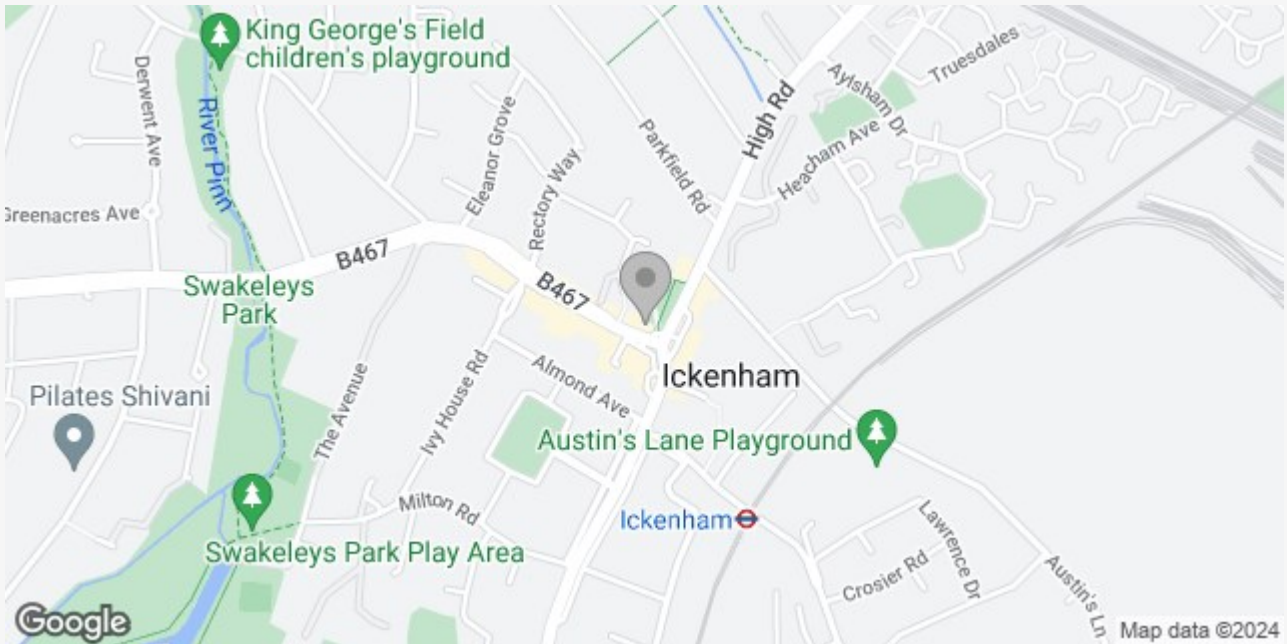 King George's Field
children's playground
Truesdales
Aylsham Dr
High Rd
Derwent Ave
River Pinn
Eleanor Grove
Rectory Way
Parkfield Rd
Heacham Ave
Greenacres Ave
B467
B467
Swakeleys
Park
Ickenham
Pilates Shivani
The Avenue
Ivy House Rd
Almond Ave
Austin's Lane Playground
Milton Rd
Ickenham
Lawrence Dr
Swakeleys Park Play Area
Crosier Rd
Austin's Ln
Google
Map data ©2024